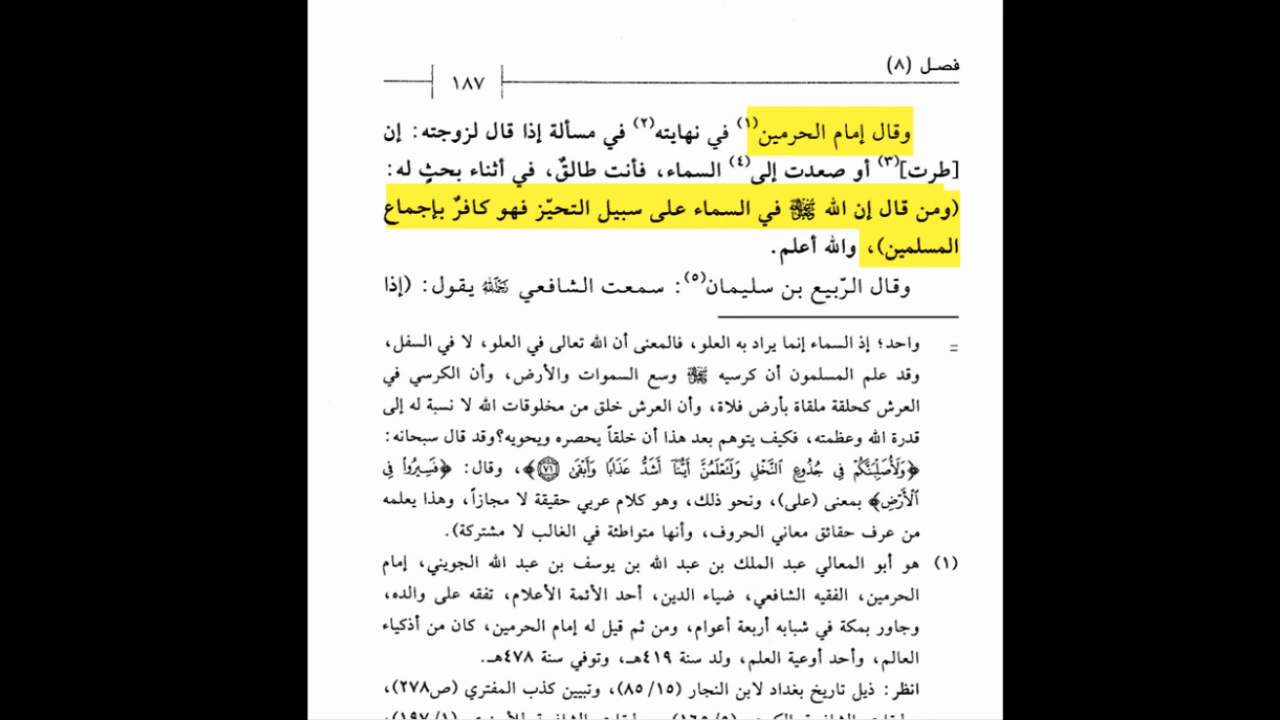 فصل (٨)
١٨٧
وقال إمام الحرمين(١) في نهايته(٢) في مسألة إذا قال لزوجته: إن
[طرت](٣) أو صعدت إلى(٤) السماء، فأنت طالقٌ، في أثناء بحثٍ له:
(ومن قال إن الله ﷻ في السماء على سبيل التحيّز فهو كافرٌ بإجماع
المسلمين)، والله أعلم.
وقال الرّبيع بن سليمان(٥): سمعت الشافعي رحمه الله يقول: (إذا
= واحد؛ إذ السماء إنما يراد به العلو، فالمعنى أن الله تعالى في العلو، لا في السفل،
وقد علم المسلمون أن كرسيه ﷻ وسع السموات والأرض، وأن الكرسي في
العرش كحلقة ملقاة بأرض فلاة، وأن العرش خلق من مخلوقات الله لا نسبة له إلى
قدرة الله وعظمته، فكيف يتوهم بعد هذا أن خلقاً يحصره ويحويه؟ وقد قال سبحانه:
﴿وَلَأُصَلِّبَنَّكُمْ فِي جُذُوعِ ٱلنَّخْلِ وَلَتَعْلَمُنَّ أَيُّنَآ أَشَدُّ عَذَابًا وَأَبْقَىٰ ٧١﴾، وقال: ﴿فَسِيرُوا۟ فِي
ٱلْأَرْضِ﴾ بمعنى (على)، ونحو ذلك، وهو كلام عربي حقيقة لا مجازاً، وهذا يعلمه
من عرف حقائق معاني الحروف، وأنها متواطئة في الغالب لا مشتركة).
(١) هو أبو المعالي عبد الملك بن عبد الله بن يوسف بن عبد الله الجويني، إمام
الحرمين، الفقيه الشافعي، ضياء الدين، أحد الأئمة الأعلام، تفقه على والده،
وجاور بمكة في شبابه أربعة أعوام، ومن ثم قيل له إمام الحرمين، كان من أذكياء
العالم، وأحد أوعية العلم، ولد سنة ٤١٩هـ، وتوفي سنة ٤٧٨هـ.
انظر: ذيل تاريخ بغداد لابن النجار (١٥/ ٨٥)، وتبيين كذب المفتري (ص٢٧٨)،